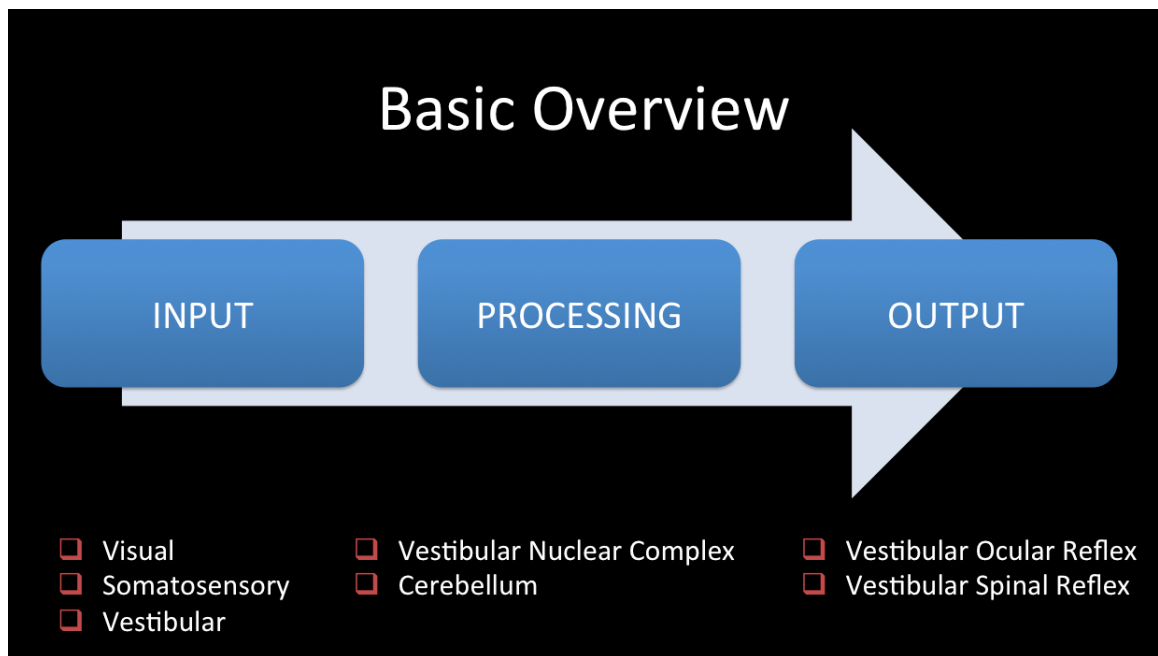 Basic Overview
INPUT
PROCESSING
OUTPUT
Visual
Somatosensory
Vestibular
Vestibular Nuclear Complex
Cerebellum
Vestibular Ocular Reflex
Vestibular Spinal Reflex